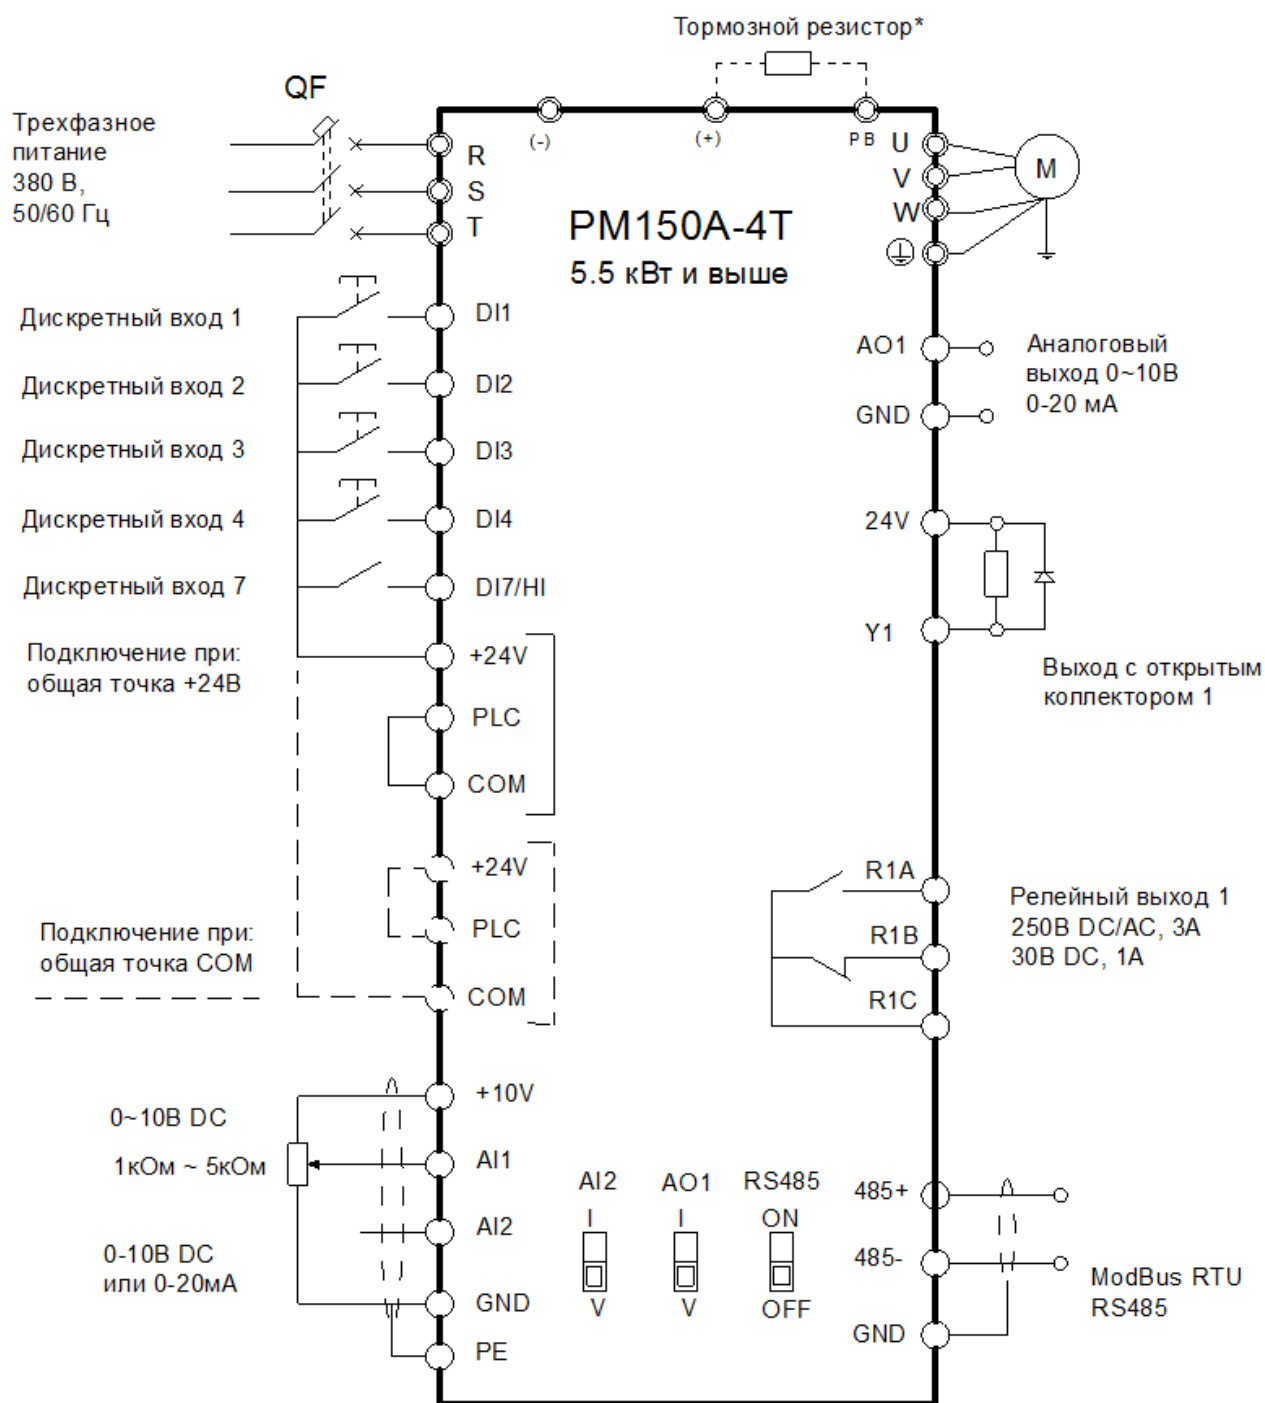 Тормозной резистор*
QF
Трехфазное
питание
380 В,
50/60 Гц
(-)
(+)
PB
R
S
T
U
V
W
M
PM150A-4T
5.5 кВт и выше
Дискретный вход 1
DI1
Дискретный вход 2
DI2
Дискретный вход 3
DI3
Дискретный вход 4
DI4
Дискретный вход 7
DI7/HI
Подключение при:
общая точка +24В
+24V
PLC
COM
+24V
PLC
COM
Подключение при:
общая точка COM
0~10В DC
1кОм ~ 5кОм
0-10В DC
или 0-20мА
+10V
AI1
AI2
GND
PE
AI2
I
V
AO1
I
V
RS485
ON
OFF
AO1
GND
Аналоговый
выход 0~10В
0-20 мА
24V
Y1
Выход с открытым
коллектором 1
R1A
R1B
R1C
Релейный выход 1
250В DC/AC, 3А
30В DC, 1А
485+
485-
GND
ModBus RTU
RS485